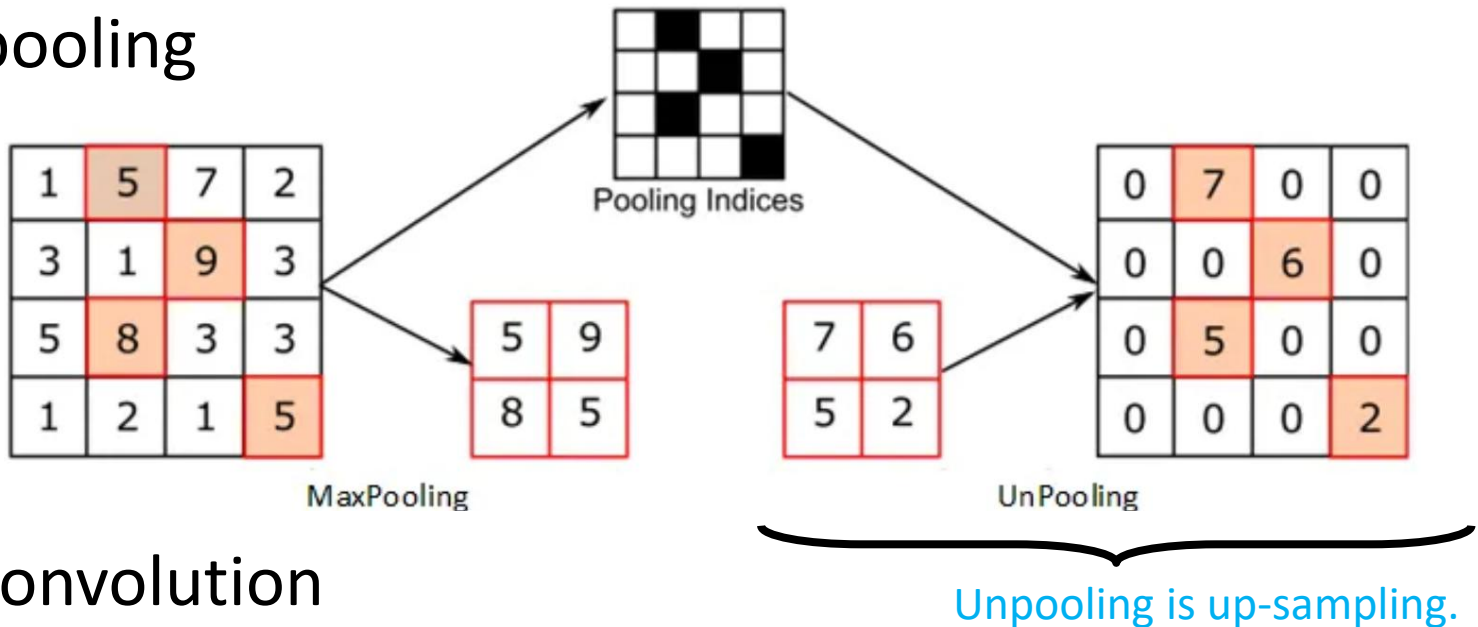 pooling
1 5 7 2
3 1 9 3
5 8 3 3
1 2 1 5
Pooling Indices
5 9
8 5
7 6
5 2
0 7 0 0
0 0 6 0
0 5 0 0
0 0 0 2
MaxPooling
UnPooling
onvolution
Unpooling is up-sampling.